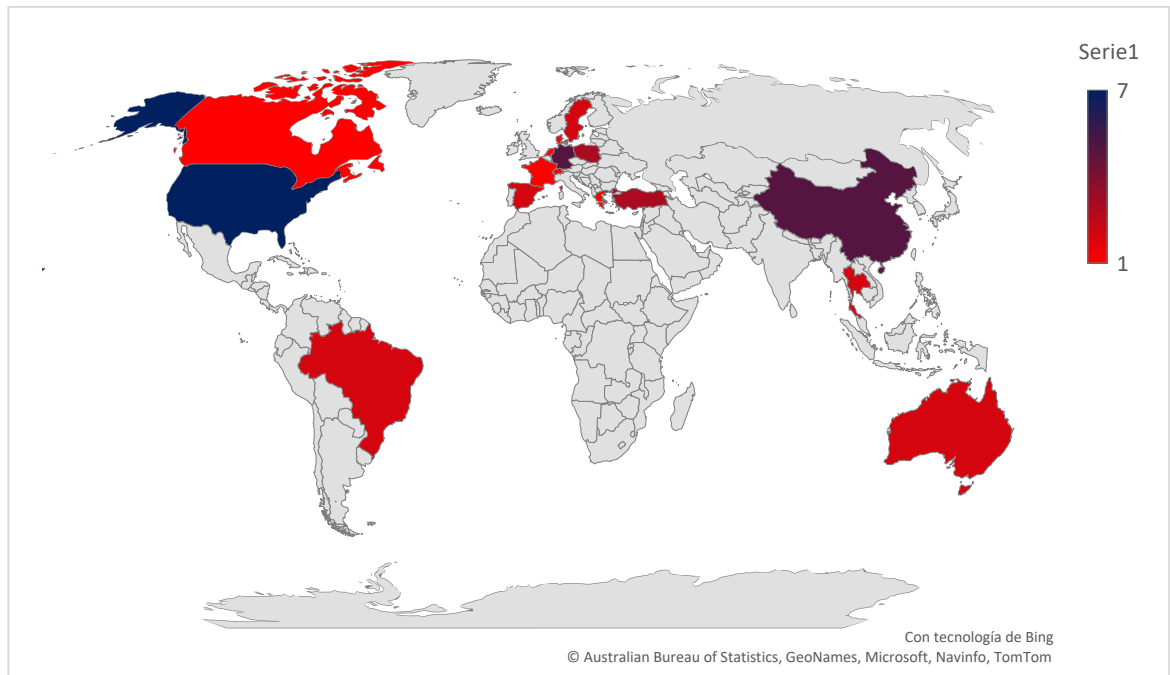 Serie1
7
1
Con tecnología de Bing
© Australian Bureau of Statistics, GeoNames, Microsoft, Navinfo, TomTom